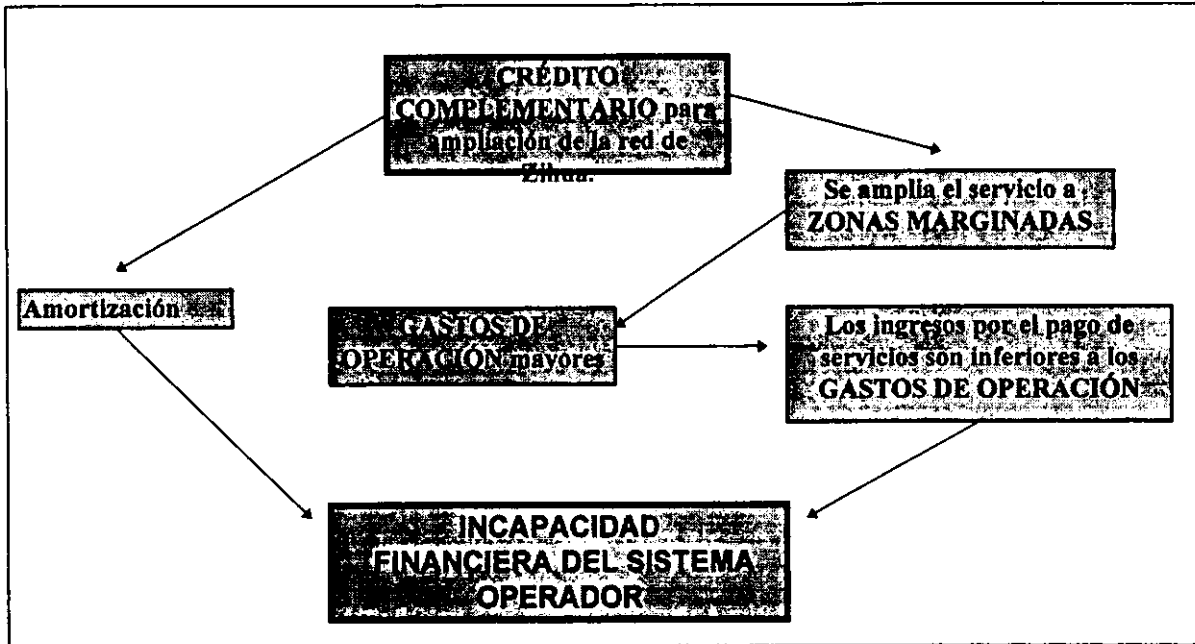 CRÉDITO
COMPLEMENTARIO para
ampliación de la red de
Zihua.
Se amplia el servicio a
ZONAS MARGINADAS
Amortización
GASTOS DE
OPERACIÓN mayores
Los ingresos por el pago de
servicios son inferiores a los
GASTOS DE OPERACIÓN
INCAPACIDAD
FINANCIERA DEL SISTEMA
OPERADOR